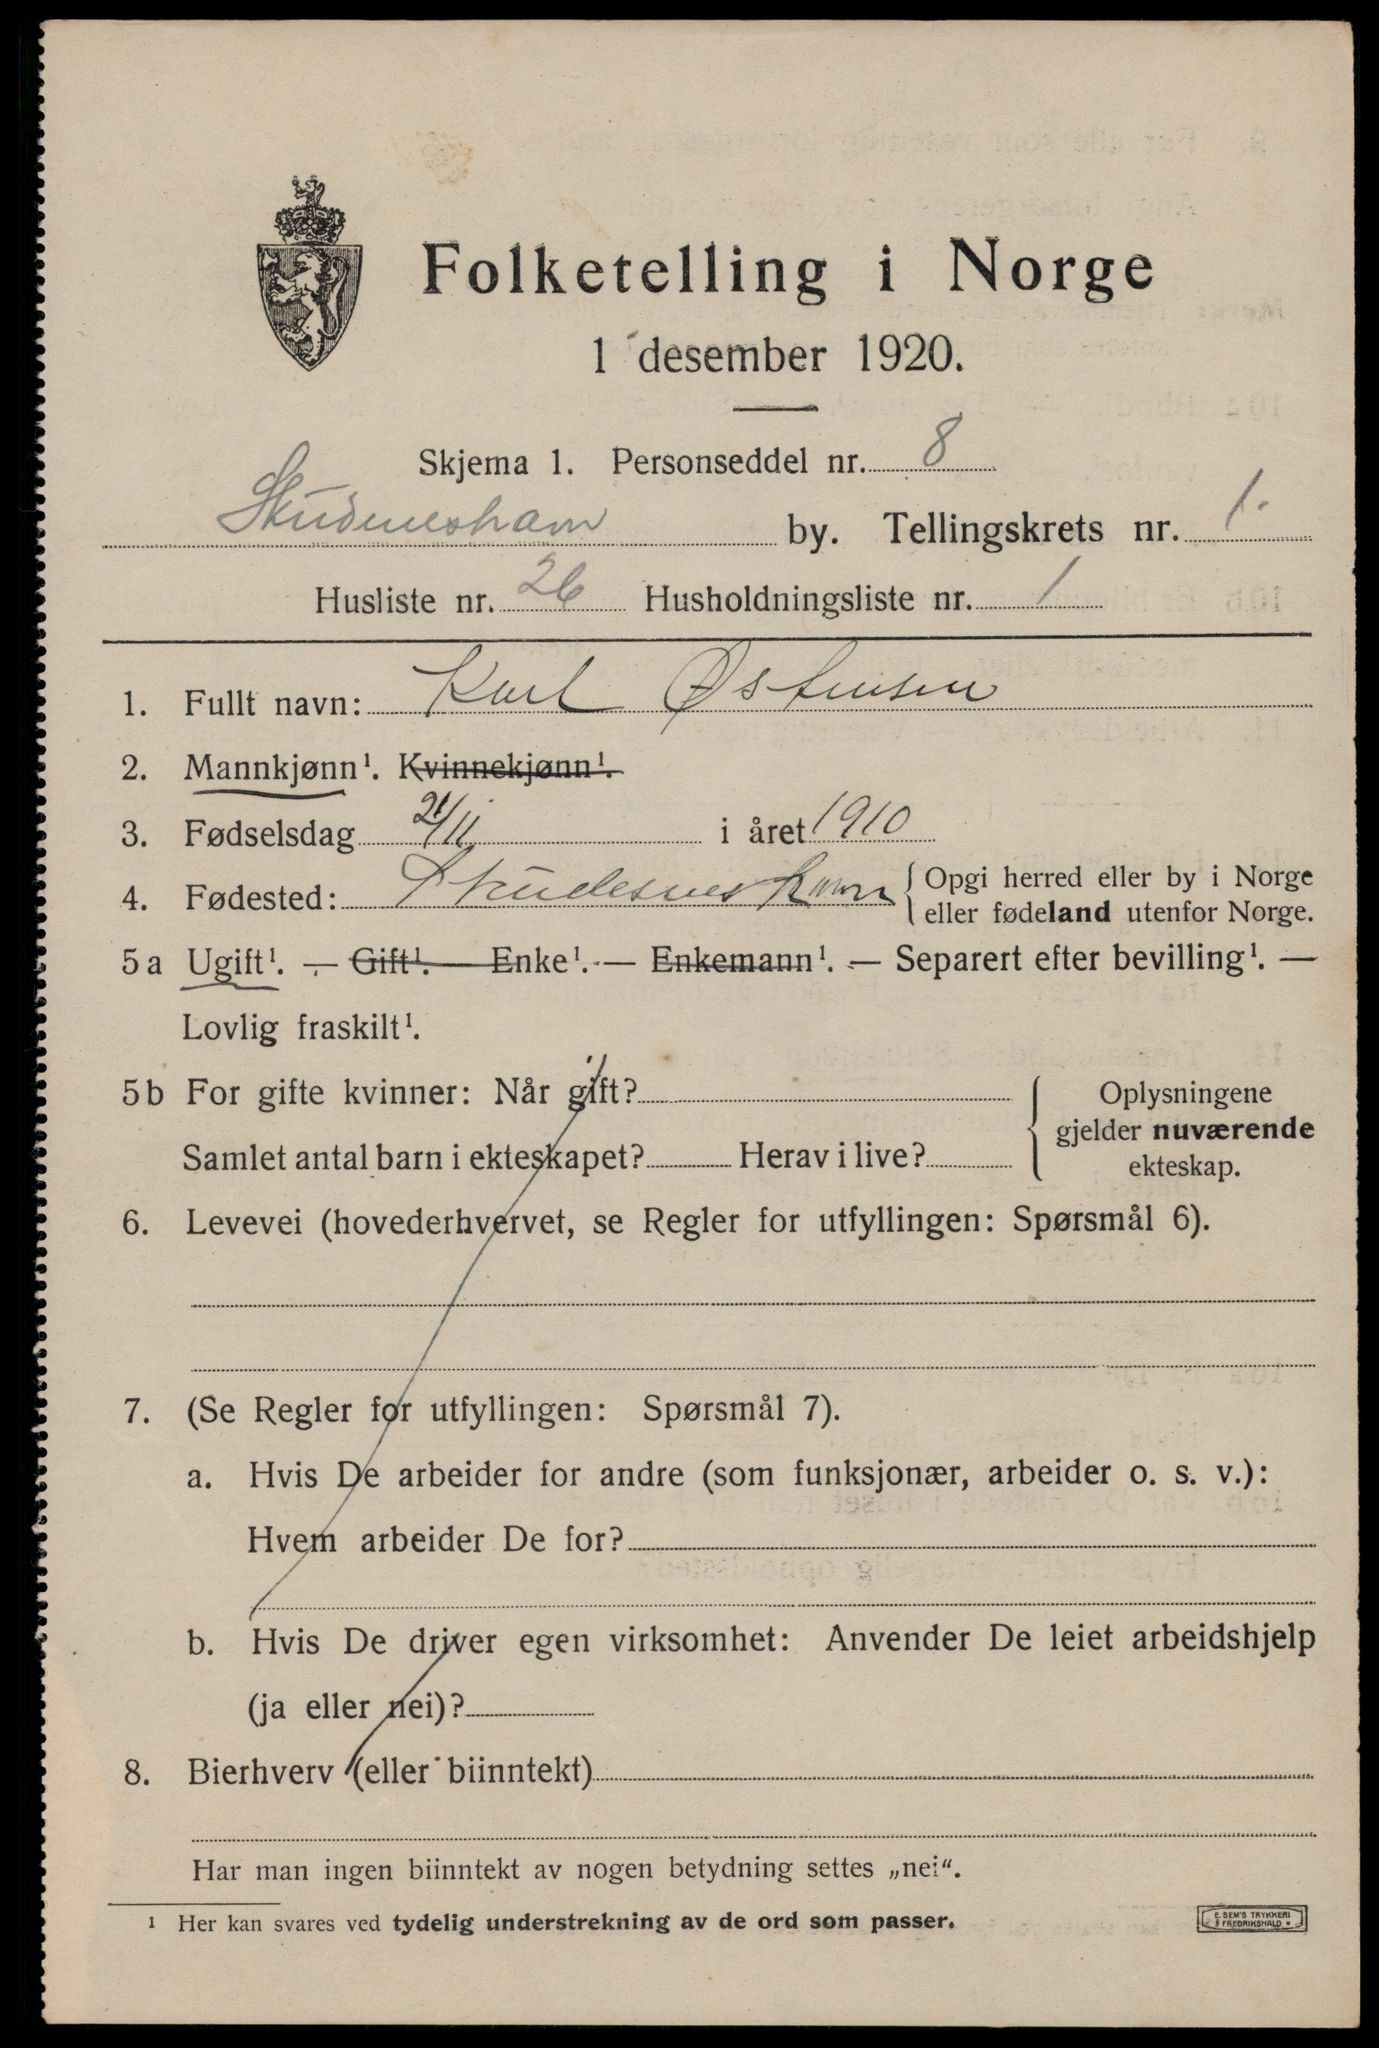 Folketelling i Norge
1 desember 1920.
Skjema 1. Personseddel nr. 8
Skudeneshavn by. Tellingskrets nr. 1.
Husliste nr. 26 Husholdningsliste nr. 1
1. Fullt navn: Karl Østensen
2. Mannkjønn¹. Kvinnekjønn¹.
3. Fødselsdag 21/11 i året 1910
4. Fødested: Skudesneshavn { Opgi herred eller by i Norge
eller fødeland utenfor Norge.
5a Ugift¹. — Gift¹. — Enke¹. — Enkemann¹. — Separert efter bevilling¹. —
Lovlig fraskilt¹.
5b For gifte kvinner: Når gift?
Samlet antal barn i ekteskapet? Herav i live?
{ Oplysningene
gjelder nuværende
ekteskap.
6. Levevei (hovederhvervet, se Regler for utfyllingen: Spørsmål 6).
7. (Se Regler for utfyllingen: Spørsmål 7).
a. Hvis De arbeider for andre (som funksjonær, arbeider o. s. v.):
Hvem arbeider De for?
b. Hvis De driver egen virksomhet: Anvender De leiet arbeidshjelp
(ja eller nei)?
8. Bierhverv (eller biinntekt)
Har man ingen biinntekt av nogen betydning settes „nei“.
¹ Her kan svares ved tydelig understrekning av de ord som passer.
E. SEM'S TRYKKERI
FREDRIKSHALD